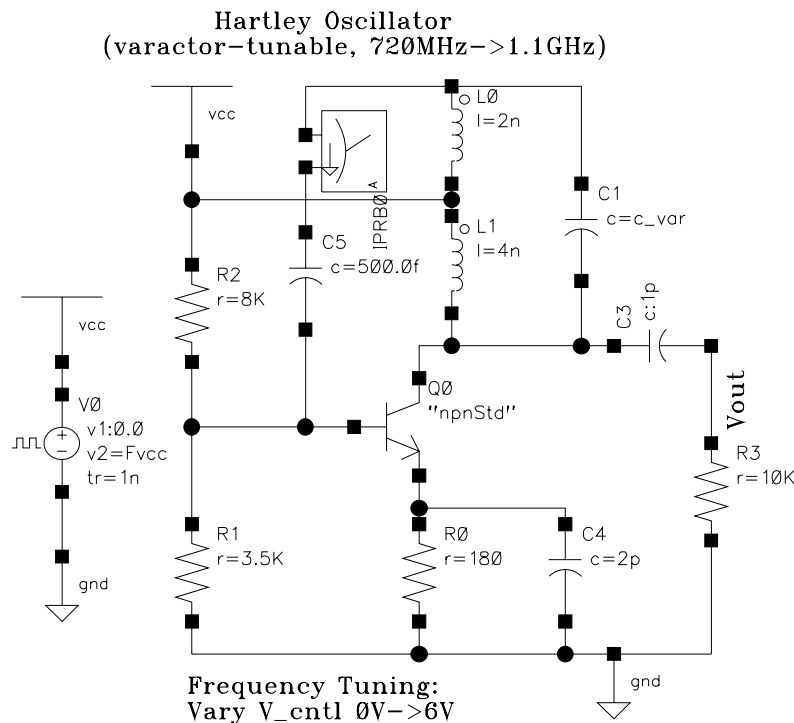 Hartley Oscillator
(varactor-tunable, 720MHz->1.1GHz)
vcc
L0
l=2n
IPRB0
A
C1
c=c_var
L1
l=4n
C5
c=500.0f
R2
r=8K
vcc
C3
c:1p
Q0
"npnStd"
Vout
V0
v1:0.0
v2=Fvcc
tr=1n
+
-
R3
r=10K
R1
r=3.5K
R0
r=180
C4
c=2p
gnd
gnd
Frequency Tuning:
Vary V_cntl 0V->6V